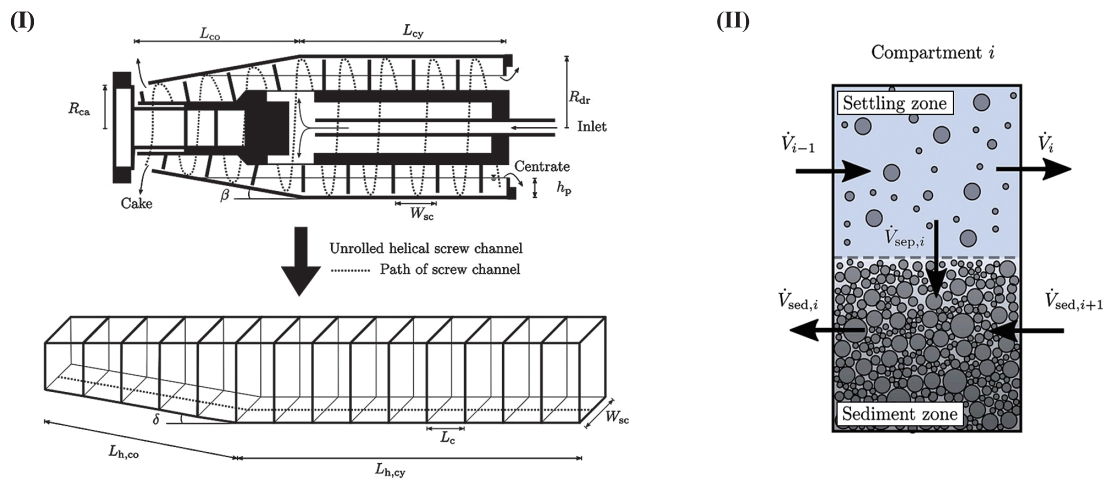 (I)
L_co
L_cy
R_ca
R_dr
Inlet
Centrate
h_p
Cake
β
W_sc
Unrolled helical screw channel
Path of screw channel
δ
L_c
W_sc
L_h,co
L_h,cy
(II)
Compartment i
Settling zone
V̇_i−1
V̇_i
V̇_sep,i
V̇_sed,i
V̇_sed,i+1
Sediment zone